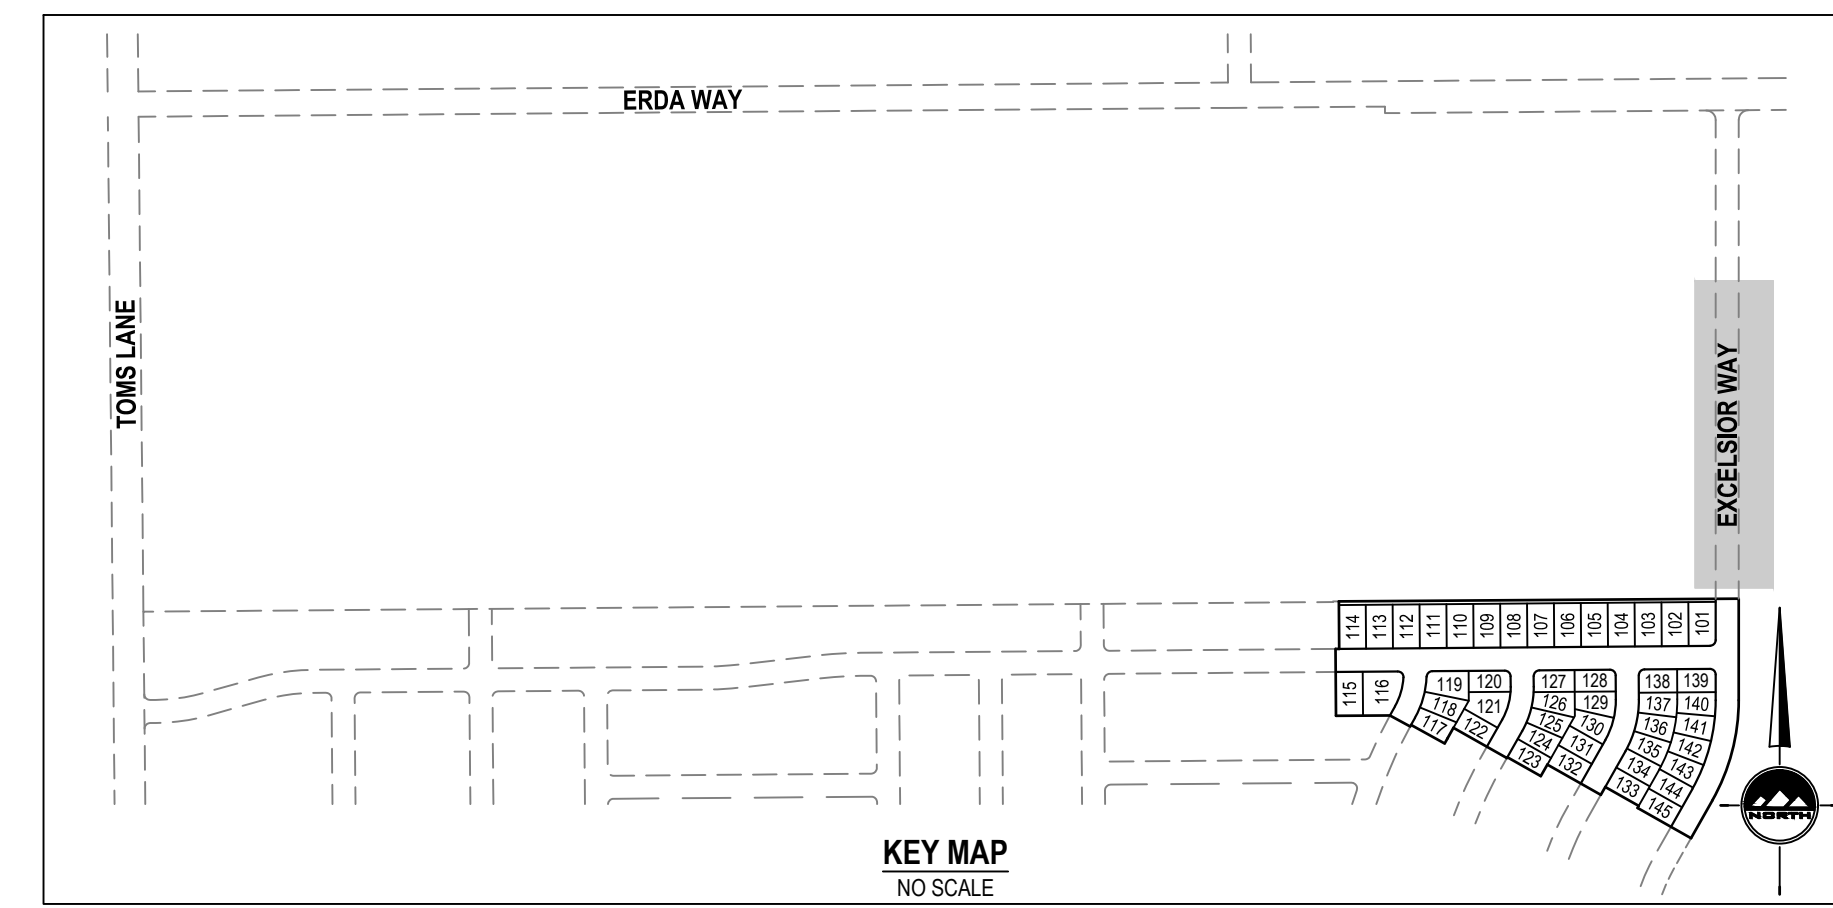 ERDA WAY
TOMS LANE
EXCELSIOR WAY
114 113 112 111 110 109 108 107 106 105 104 103 102 101
115 116 119 120 127 128 138 139
118 121 126 129 137 140
117 122 125 130 136 141
124 131 135 142
123 132 134 143
133 144
145
NORTH
KEY MAP
NO SCALE